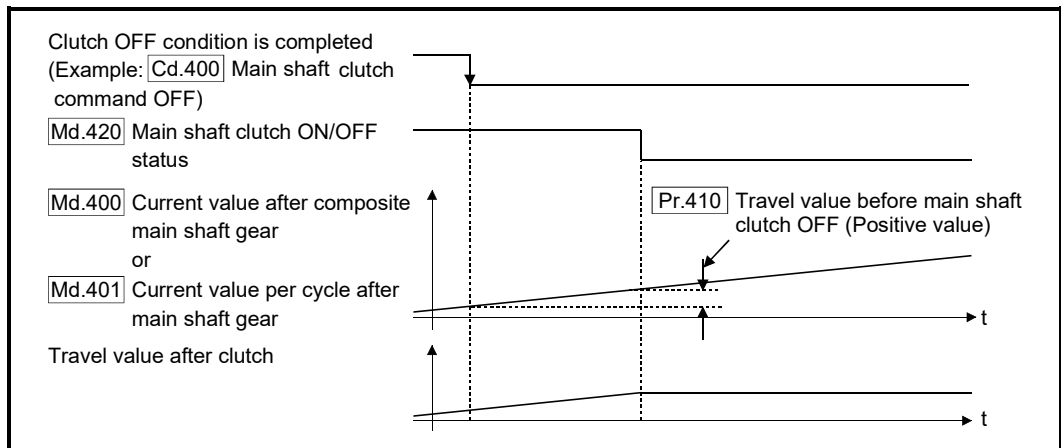 Clutch OFF condition is completed
(Example: Cd.400 Main shaft clutch
command OFF)
Md.420 Main shaft clutch ON/OFF
status
Md.400 Current value after composite
main shaft gear
or
Md.401 Current value per cycle after
main shaft gear
Pr.410 Travel value before main shaft
clutch OFF (Positive value)
t
Travel value after clutch
t